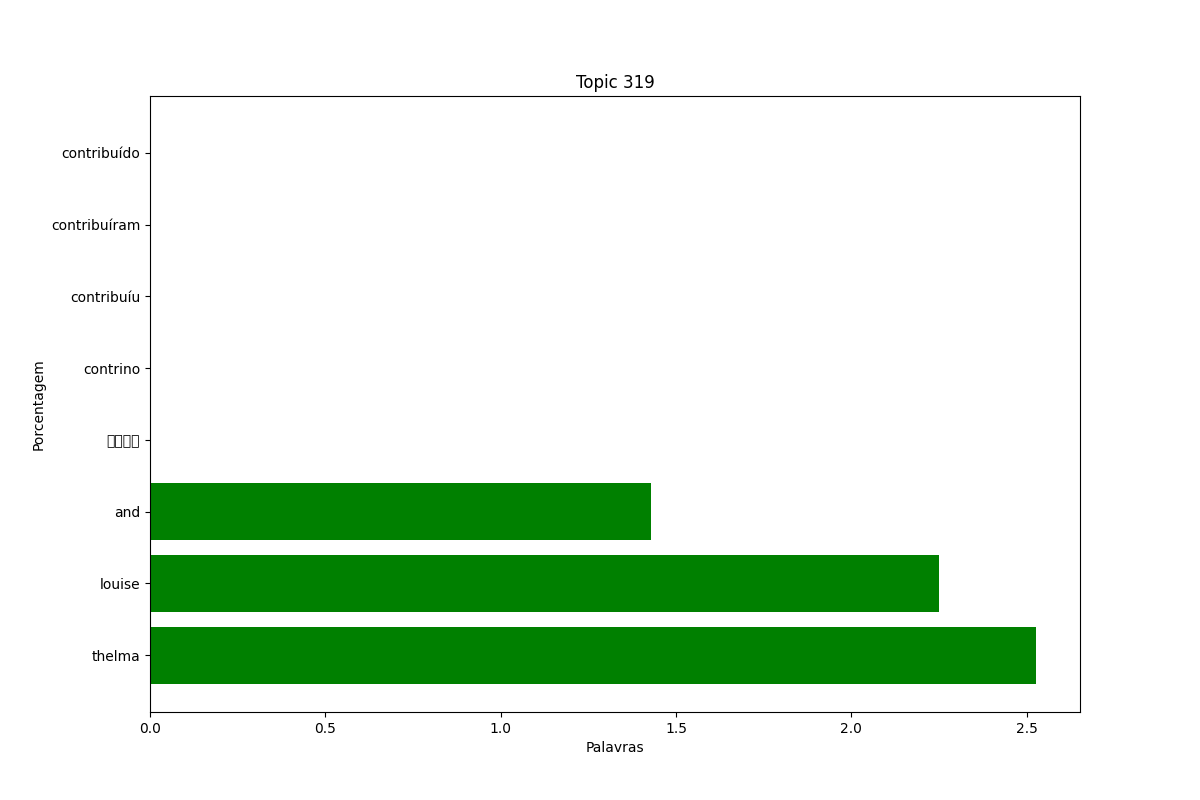 Topic 319
contribuído
contribuíram
contribuíu
contrino
and
louise
thelma
Porcentagem
0.0 0.5 1.0 1.5 2.0 2.5
Palavras